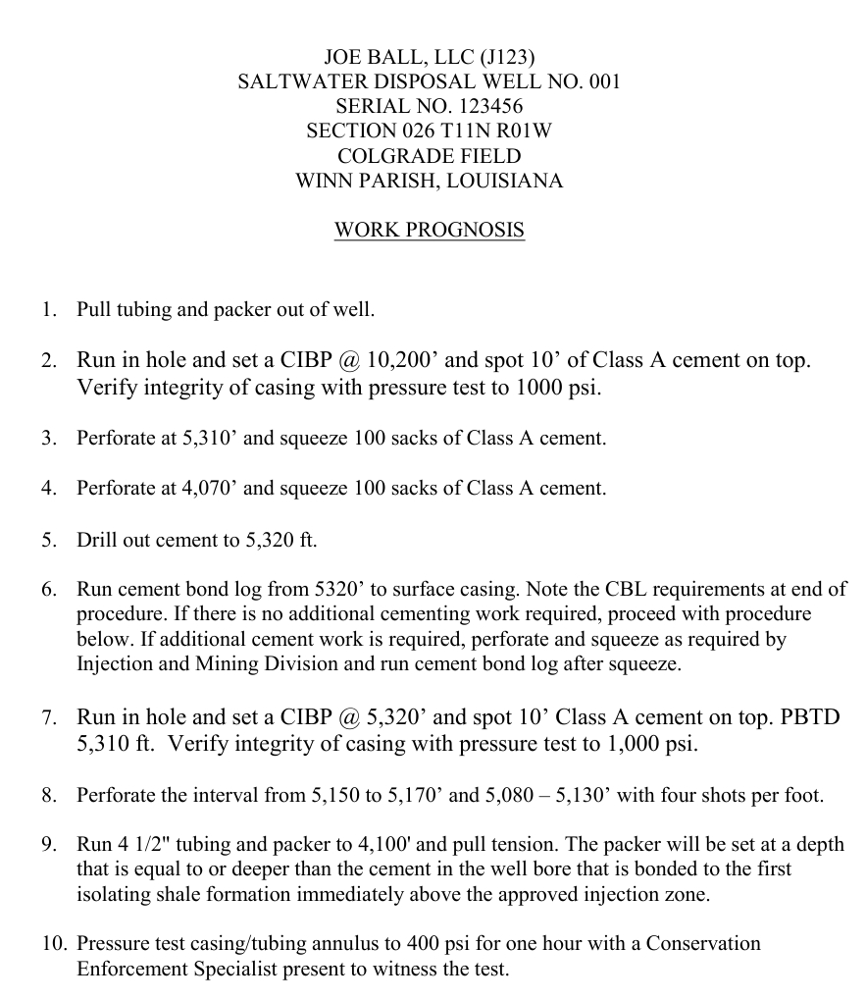 JOE BALL, LLC (J123)
SALTWATER DISPOSAL WELL NO. 001
SERIAL NO. 123456
SECTION 026 T11N R01W
COLGRADE FIELD
WINN PARISH, LOUISIANA
WORK PROGNOSIS
1. Pull tubing and packer out of well.
2. Run in hole and set a CIBP @ 10,200’ and spot 10’ of Class A cement on top.
Verify integrity of casing with pressure test to 1000 psi.
3. Perforate at 5,310’ and squeeze 100 sacks of Class A cement.
4. Perforate at 4,070’ and squeeze 100 sacks of Class A cement.
5. Drill out cement to 5,320 ft.
6. Run cement bond log from 5320’ to surface casing. Note the CBL requirements at end of
procedure. If there is no additional cementing work required, proceed with procedure
below. If additional cement work is required, perforate and squeeze as required by
Injection and Mining Division and run cement bond log after squeeze.
7. Run in hole and set a CIBP @ 5,320’ and spot 10’ Class A cement on top. PBTD
5,310 ft.  Verify integrity of casing with pressure test to 1,000 psi.
8. Perforate the interval from 5,150 to 5,170’ and 5,080 – 5,130’ with four shots per foot.
9. Run 4 1/2" tubing and packer to 4,100' and pull tension. The packer will be set at a depth
that is equal to or deeper than the cement in the well bore that is bonded to the first
isolating shale formation immediately above the approved injection zone.
10. Pressure test casing/tubing annulus to 400 psi for one hour with a Conservation
Enforcement Specialist present to witness the test.